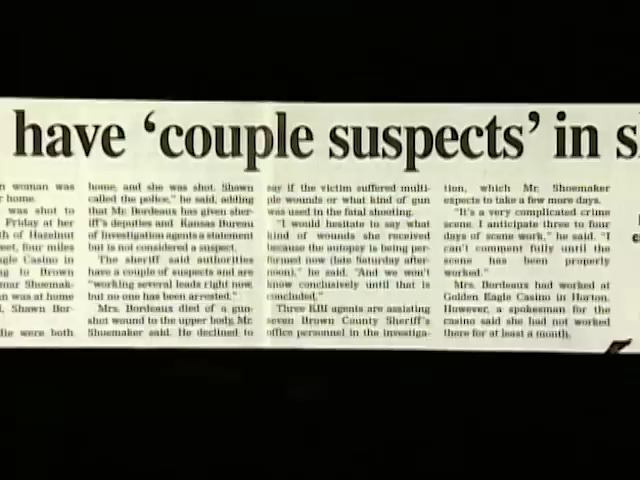 have 'couple suspects' in s
n woman was
r home.
was shot to
Friday at her
th of Hazelnut
eet, four miles
gle Casino in
ng to Brown
mar Shoemak-
n was at home
l, Shawn Bor-
lie were both
home, and she was shot. Shawn
called the police," he said, adding
that Mr. Bordeaux has given sher-
iff's deputies and Kansas Bureau
of Investigation agents a statement
but is not considered a suspect.
The sheriff said authorities
have a couple of suspects and are
"working several leads right now,
but no one has been arrested."
Mrs. Bordeaux died of a gun-
shot wound to the upper body, Mr.
Shoemaker said. He declined to
say if the victim suffered multi-
ple wounds or what kind of gun
was used in the fatal shooting.
"I would hesitate to say what
kind of wounds she received
because the autopsy is being per-
formed now (late Saturday after-
noon)," he said. "And we won't
know conclusively until that is
concluded."
Three KBI agents are assisting
seven Brown County Sheriff's
office personnel in the investiga-
tion, which Mr. Shoemaker
expects to take a few more days.
"It's a very complicated crime
scene. I anticipate three to four
days of scene work," he said. "I
can't comment fully until the
scene has been properly
worked."
Mrs. Bordeaux had worked at
Golden Eagle Casino in Horton.
However, a spokesman for the
casino said she had not worked
there for at least a month.